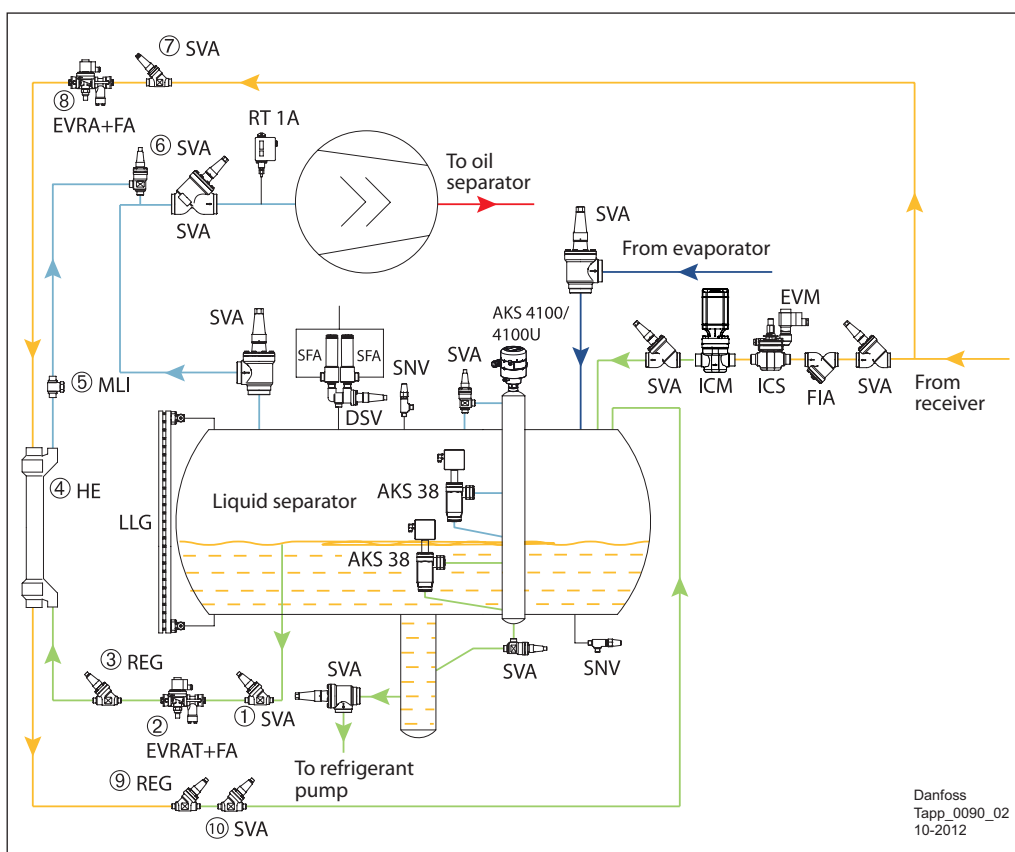 ⑦ SVA
⑧
EVRA+FA
RT 1A
⑥ SVA
To oil
separator
SVA
SVA
From evaporator
SVA
AKS 4100/
4100U
EVM
SFA
SFA
SNV
SVA
DSV
SVA
ICM
ICS
FIA
SVA
From
receiver
⑤ MLI
④ HE
LLG
Liquid separator
AKS 38
AKS 38
③ REG
SVA
SVA
SNV
① SVA
②
EVRAT+FA
To refrigerant
pump
⑨ REG
⑩ SVA
Danfoss
Tapp_0090_02
10-2012